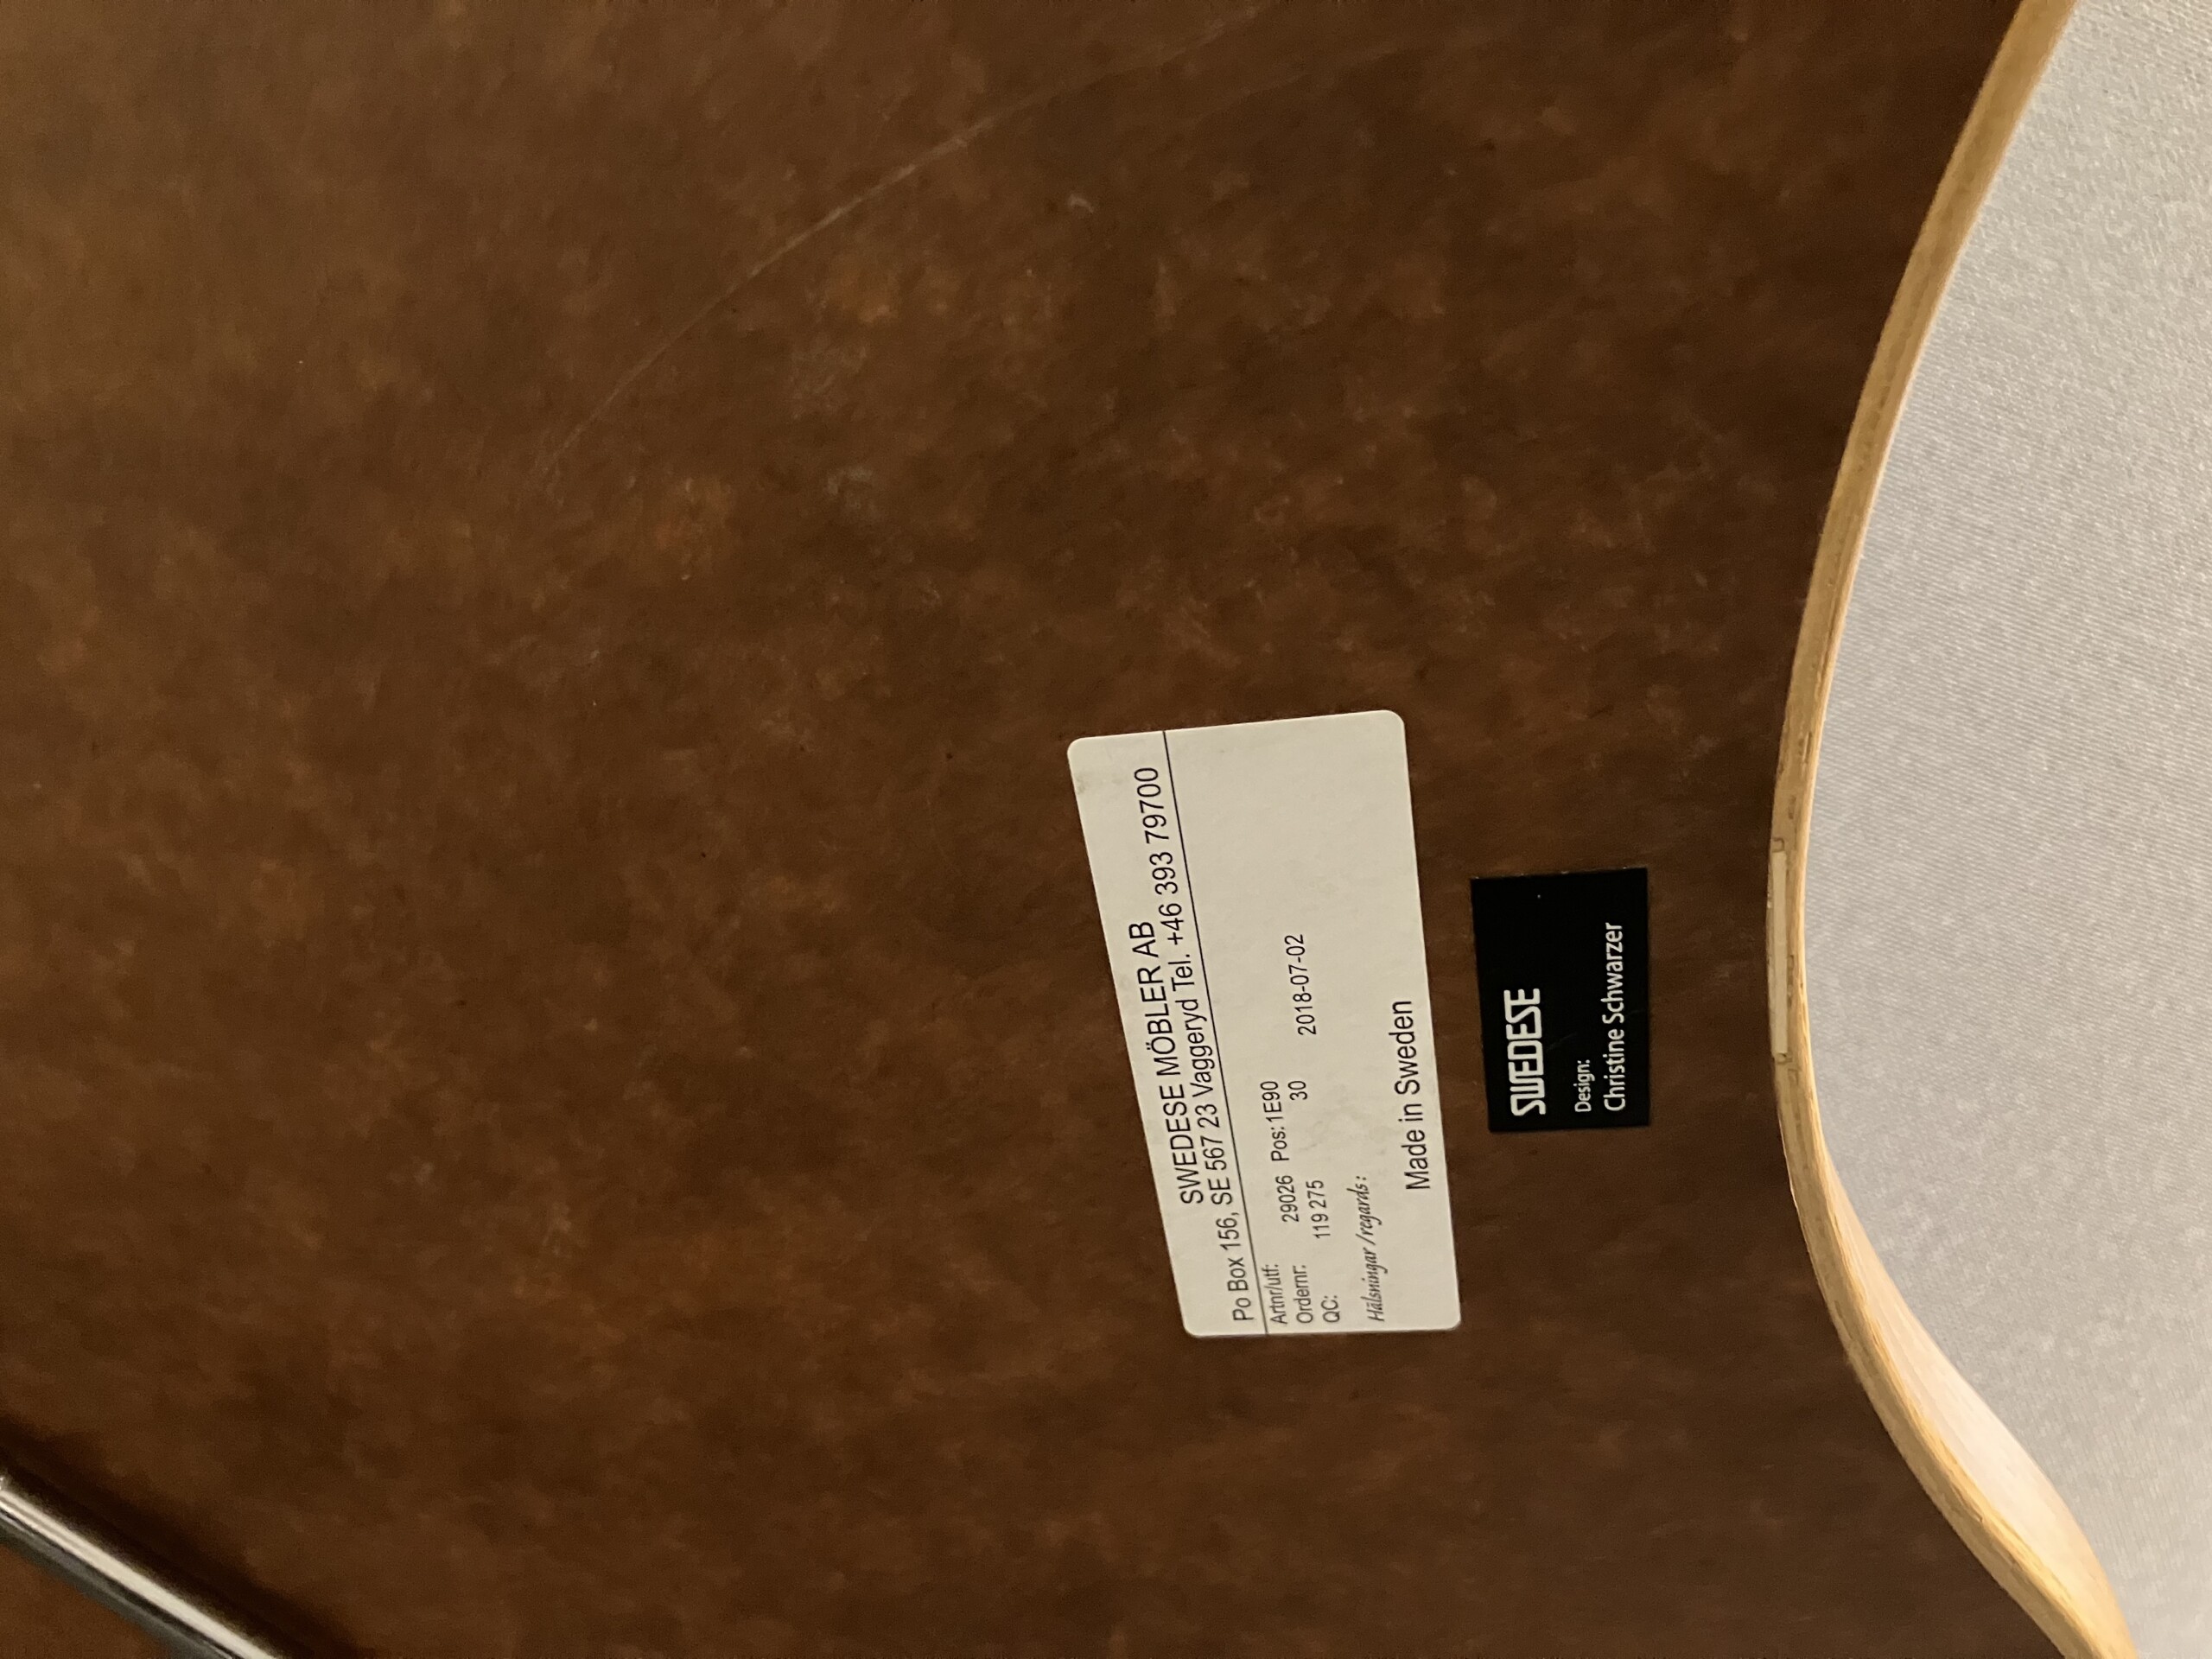 SWEDESE MÖBLER AB
Po Box 156, SE 567 23 Vaggeryd Tel. +46 393 79700
Artnr/utf: 29026 Pos: 1E90
Ordernr: 119 275 30 2018-07-02
QC:
Hälsningar/regards:
Made in Sweden
SWEDESE
Design:
Christine Schwarzer